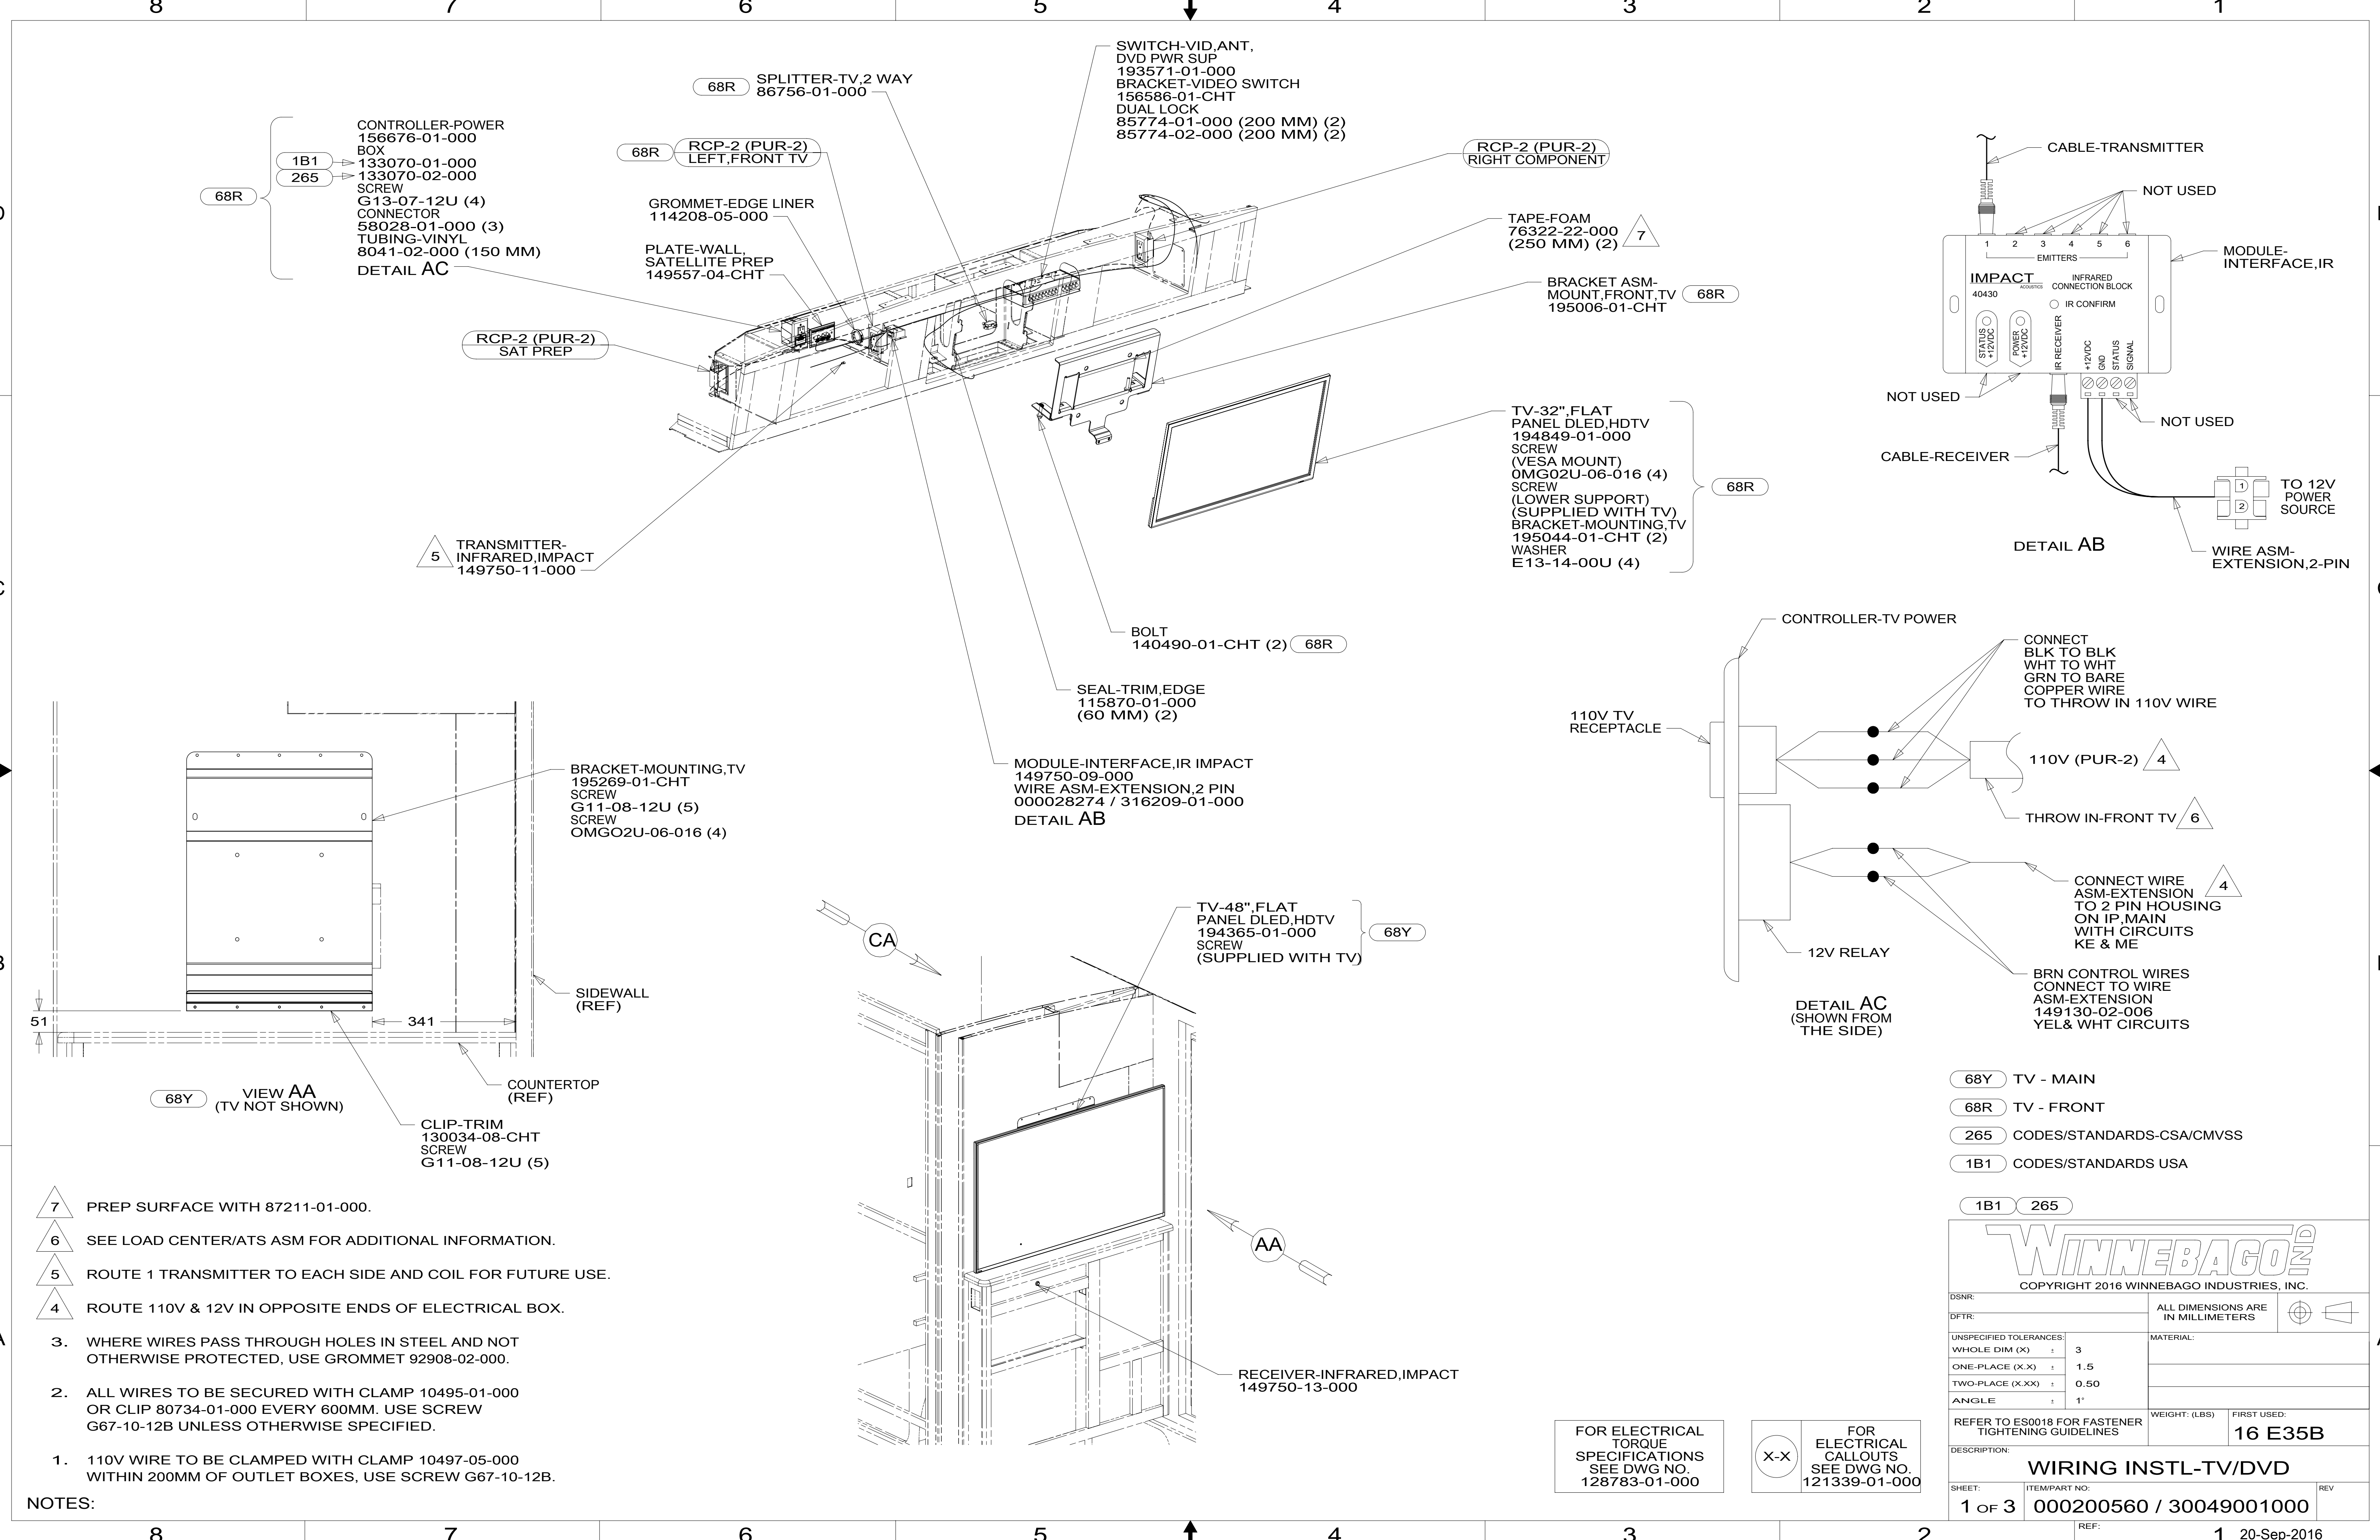 8 7 6 5 4 3 2 1
SWITCH-VID,ANT,
DVD PWR SUP
193571-01-000
BRACKET-VIDEO SWITCH
156586-01-CHT
DUAL LOCK
85774-01-000 (200 MM) (2)
85774-02-000 (200 MM) (2)
68R
SPLITTER-TV,2 WAY
86756-01-000
68R
RCP-2 (PUR-2)
LEFT,FRONT TV
68R
1B1
265
CONTROLLER-POWER
156676-01-000
BOX
133070-01-000
133070-02-000
SCREW
G13-07-12U (4)
CONNECTOR
58028-01-000 (3)
TUBING-VINYL
8041-02-000 (150 MM)
DETAIL AC
GROMMET-EDGE LINER
114208-05-000
PLATE-WALL,
SATELLITE PREP
149557-04-CHT
RCP-2 (PUR-2)
SAT PREP
RCP-2 (PUR-2)
RIGHT COMPONENT
TAPE-FOAM
76322-22-000
(250 MM) (2)
7
BRACKET ASM-
MOUNT,FRONT,TV
195006-01-CHT
68R
TV-32",FLAT
PANEL DLED,HDTV
194849-01-000
SCREW
(VESA MOUNT)
0MG02U-06-016 (4)
SCREW
(LOWER SUPPORT)
(SUPPLIED WITH TV)
BRACKET-MOUNTING,TV
195044-01-CHT (2)
WASHER
E13-14-00U (4)
68R
5
TRANSMITTER-
INFRARED,IMPACT
149750-11-000
BOLT
140490-01-CHT (2)
68R
SEAL-TRIM,EDGE
115870-01-000
(60 MM) (2)
MODULE-INTERFACE,IR IMPACT
149750-09-000
WIRE ASM-EXTENSION,2 PIN
000028274 / 316209-01-000
DETAIL AB
CABLE-TRANSMITTER
NOT USED
1 2 3 4 5 6
EMITTERS
MODULE-
INTERFACE,IR
IMPACT
ACOUSTICS
40430
INFRARED
CONNECTION BLOCK
IR CONFIRM
STATUS
+12VDC
POWER
+12VDC
IR RECEIVER
+12VDC
GND
STATUS
SIGNAL
NOT USED
NOT USED
CABLE-RECEIVER
1
2
TO 12V
POWER
SOURCE
DETAIL AB
WIRE ASM-
EXTENSION,2-PIN
CONTROLLER-TV POWER
CONNECT
BLK TO BLK
WHT TO WHT
GRN TO BARE
COPPER WIRE
TO THROW IN 110V WIRE
110V TV
RECEPTACLE
110V (PUR-2)
4
THROW IN-FRONT TV
6
CONNECT WIRE
ASM-EXTENSION
TO 2 PIN HOUSING
ON IP,MAIN
WITH CIRCUITS
KE & ME
4
12V RELAY
BRN CONTROL WIRES
CONNECT TO WIRE
ASM-EXTENSION
149130-02-006
YEL& WHT CIRCUITS
DETAIL AC
(SHOWN FROM
THE SIDE)
BRACKET-MOUNTING,TV
195269-01-CHT
SCREW
G11-08-12U (5)
SCREW
OMGO2U-06-016 (4)
SIDEWALL
(REF)
51
341
COUNTERTOP
(REF)
68Y
VIEW AA
(TV NOT SHOWN)
CLIP-TRIM
130034-08-CHT
SCREW
G11-08-12U (5)
CA
TV-48",FLAT
PANEL DLED,HDTV
194365-01-000
SCREW
(SUPPLIED WITH TV)
68Y
AA
RECEIVER-INFRARED,IMPACT
149750-13-000
68Y TV - MAIN
68R TV - FRONT
265 CODES/STANDARDS-CSA/CMVSS
1B1 CODES/STANDARDS USA
7 PREP SURFACE WITH 87211-01-000.
6 SEE LOAD CENTER/ATS ASM FOR ADDITIONAL INFORMATION.
5 ROUTE 1 TRANSMITTER TO EACH SIDE AND COIL FOR FUTURE USE.
4 ROUTE 110V & 12V IN OPPOSITE ENDS OF ELECTRICAL BOX.
3. WHERE WIRES PASS THROUGH HOLES IN STEEL AND NOT
OTHERWISE PROTECTED, USE GROMMET 92908-02-000.
2. ALL WIRES TO BE SECURED WITH CLAMP 10495-01-000
OR CLIP 80734-01-000 EVERY 600MM. USE SCREW
G67-10-12B UNLESS OTHERWISE SPECIFIED.
1. 110V WIRE TO BE CLAMPED WITH CLAMP 10497-05-000
WITHIN 200MM OF OUTLET BOXES, USE SCREW G67-10-12B.
NOTES:
FOR ELECTRICAL
TORQUE
SPECIFICATIONS
SEE DWG NO.
128783-01-000
X-X
FOR
ELECTRICAL
CALLOUTS
SEE DWG NO.
121339-01-000
1B1 265
WINNEBAGO IND
COPYRIGHT 2016 WINNEBAGO INDUSTRIES, INC.
DSNR:
DFTR:
ALL DIMENSIONS ARE
IN MILLIMETERS
UNSPECIFIED TOLERANCES:
WHOLE DIM (X) ± 3
ONE-PLACE (X.X) ± 1.5
TWO-PLACE (X.XX) ± 0.50
ANGLE ± 1°
MATERIAL:
REFER TO ES0018 FOR FASTENER
TIGHTENING GUIDELINES
WEIGHT: (LBS)
FIRST USED:
16 E35B
DESCRIPTION:
WIRING INSTL-TV/DVD
SHEET:
1 OF 3
ITEM/PART NO:
000200560 / 30049001000
REV
REF:
8 7 6 5 4 3 2 1
20-Sep-2016